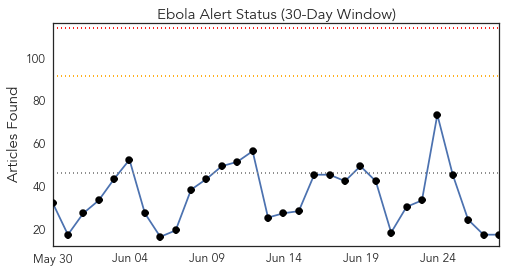 Ebola Alert Status (30-Day Window)
Articles Found
100
80
60
40
20
May 30
Jun 04
Jun 09
Jun 14
Jun 19
Jun 24